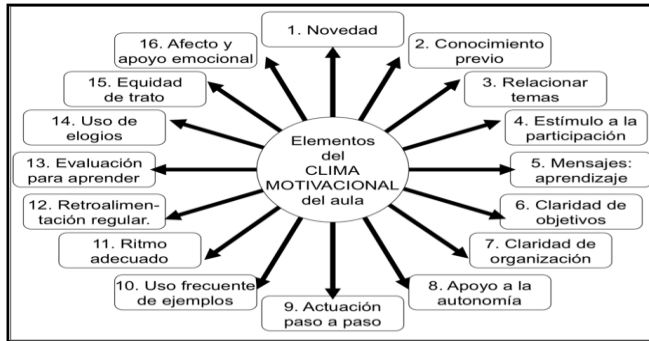 1. Novedad
2. Conocimiento
previo
3. Relacionar
temas
4. Estímulo a la
participación
5. Mensajes:
aprendizaje
6. Claridad de
objetivos
7. Claridad de
organización
8. Apoyo a la
autonomía
9. Actuación
paso a paso
10. Uso frecuente
de ejemplos
11. Ritmo
adecuado
12. Retroalimen-
tación regular.
13. Evaluación
para aprender
14. Uso de
elogios
15. Equidad
de trato
16. Afecto y
apoyo emocional
Elementos
del
CLIMA
MOTIVACIONAL
del aula